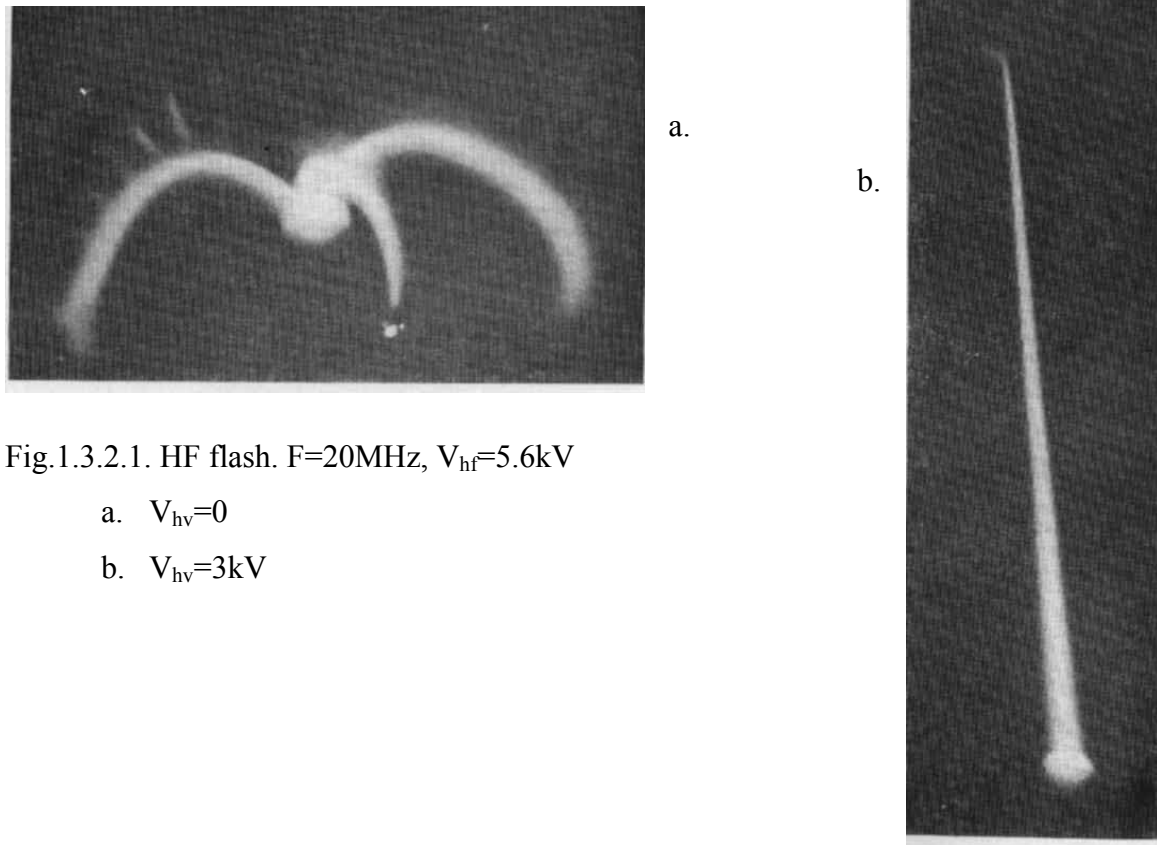 a.
b.
Fig.1.3.2.1. HF flash. F=20MHz, Vhf=5.6kV
a. Vhv=0
b. Vhv=3kV